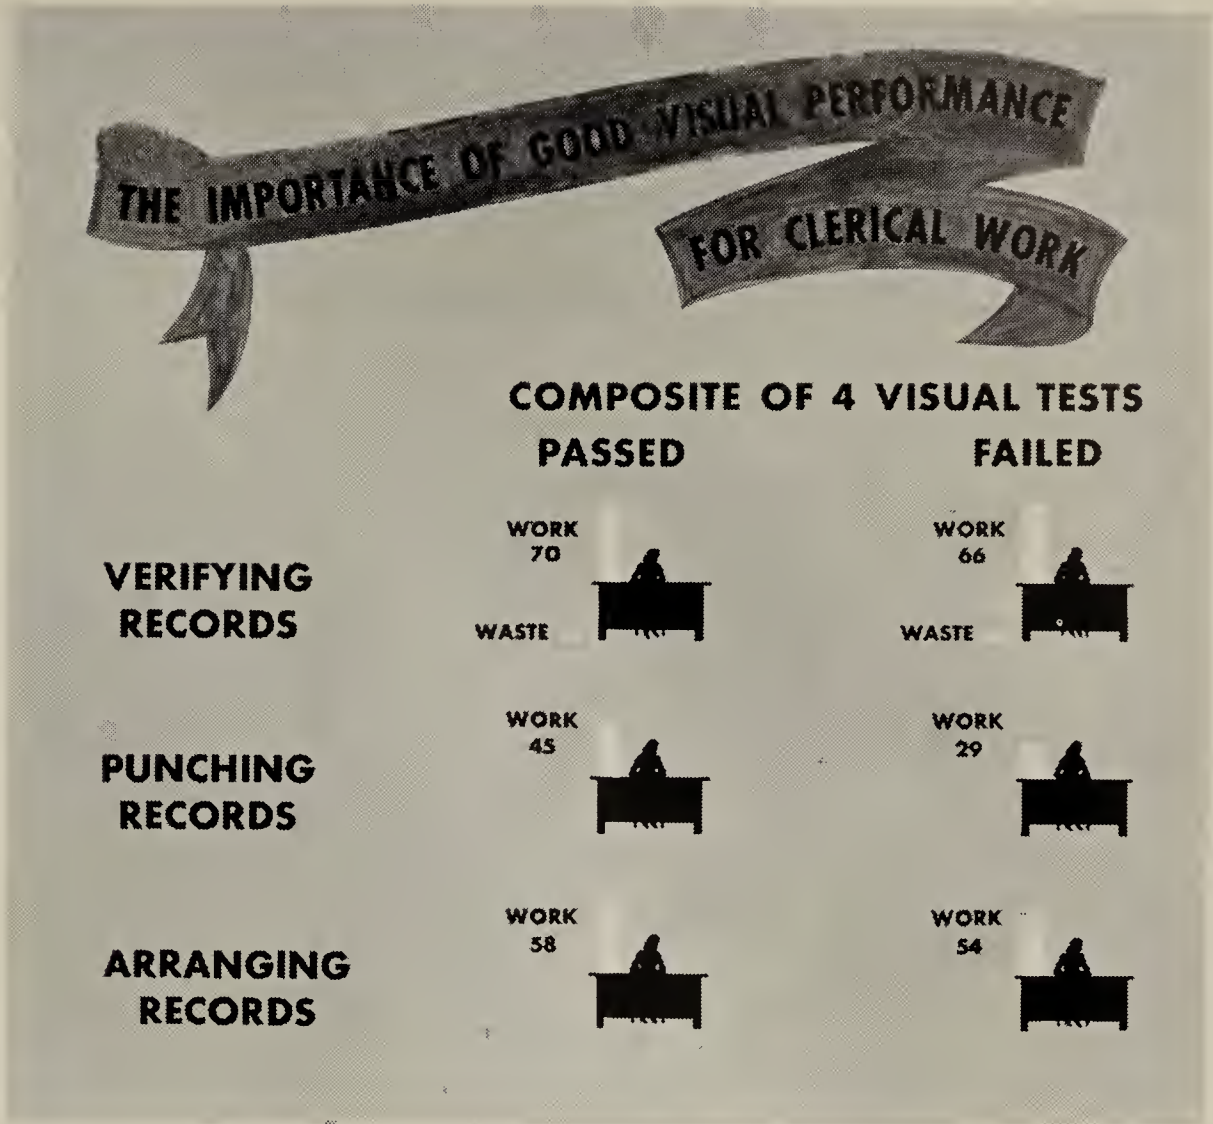 THE IMPORTANCE OF GOOD VISUAL PERFORMANCE
FOR CLERICAL WORK
COMPOSITE OF 4 VISUAL TESTS
PASSED FAILED
VERIFYING
RECORDS
WORK
70
WASTE
WORK
66
WASTE
PUNCHING
RECORDS
WORK
45
WORK
29
ARRANGING
RECORDS
WORK
58
WORK
54